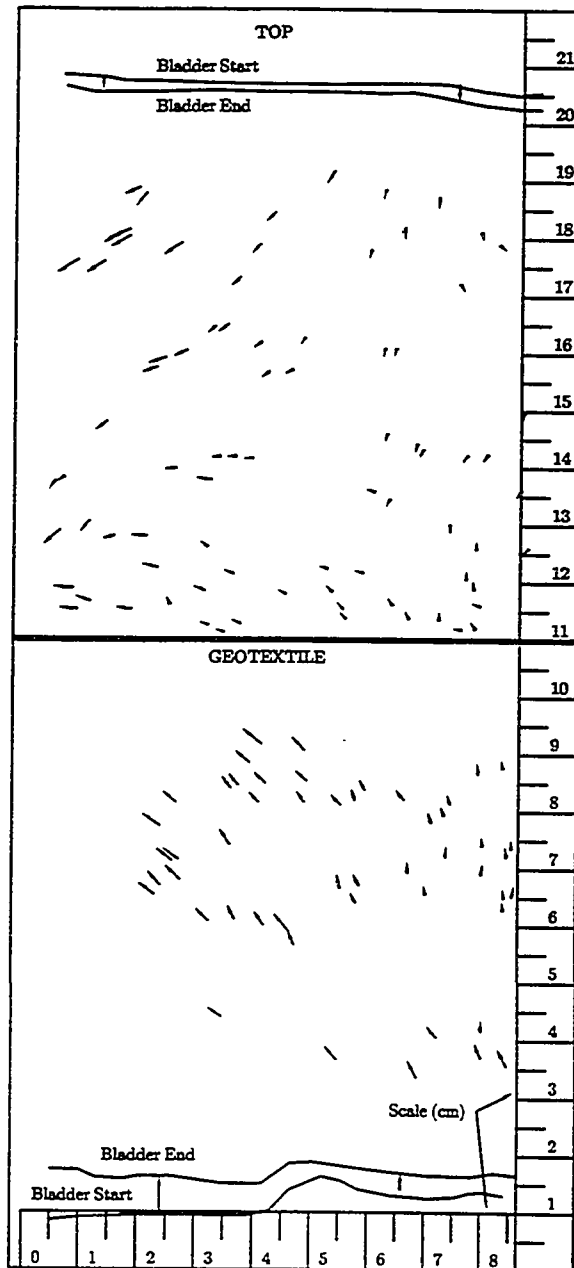 TOP
21
Bladder Start
Bladder End
20
19
18
17
16
15
14
13
12
11
GEOTEXTILE
10
9
8
7
6
5
4
3
Scale (cm)
2
Bladder End
Bladder Start
1
0 1 2 3 4 5 6 7 8